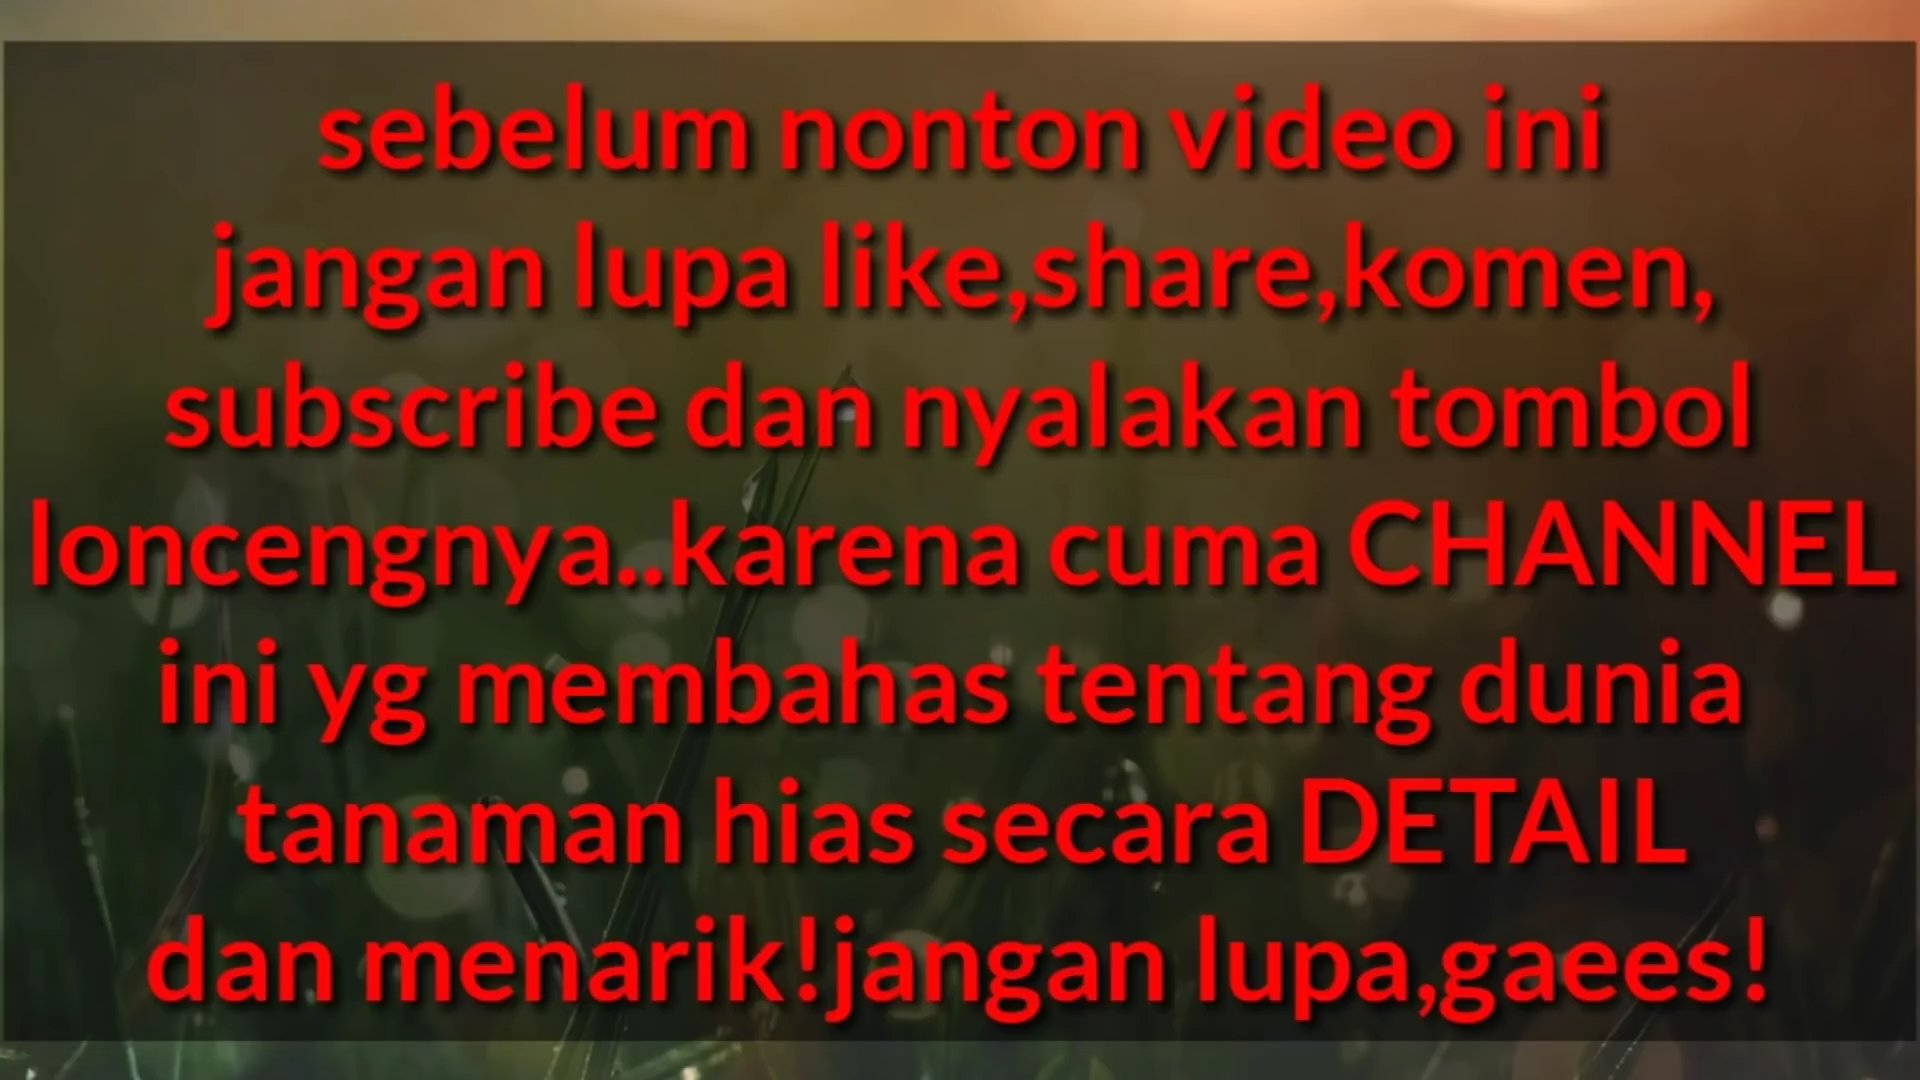 sebelum nonton video ini
jangan lupa like,share,komen,
subscribe dan nyalakan tombol
loncengnya..karena cuma CHANNEL
ini yg membahas tentang dunia
tanaman hias secara DETAIL
dan menarik!jangan lupa,gaees!